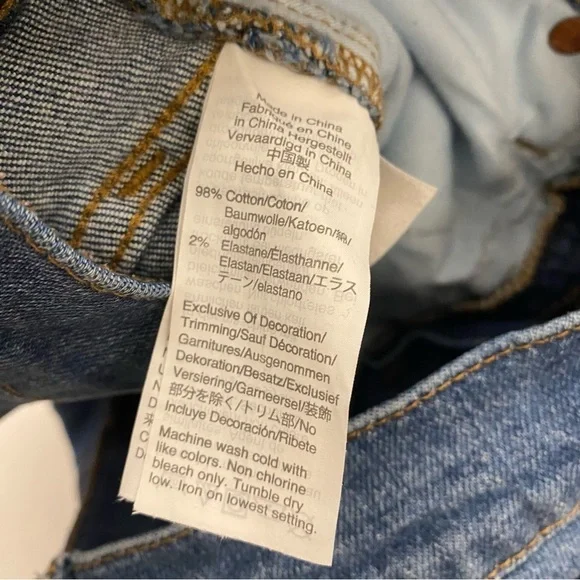 Made in China
Fabriqué en Chine
in China Hergestellt
Vervaardigd in China
中国製
Hecho en China
98% Cotton/Coton/
Baumwolle/Katoen/綿/
algodón
2% Elastane/Élasthanne/
Elastan/Elastaan/エラス
テーン/elastano
Exclusive Of Decoration/
Trimming/Sauf Décoration/
Garnitures/Ausgenommen
Dekoration/Besatz/Exclusief
Versiering/Garneersel/装飾
部分を除く/トリム部/No
Incluye Decoración/Ribete
Machine wash cold with
like colors. Non chlorine
bleach only. Tumble dry
low. Iron on lowest setting.